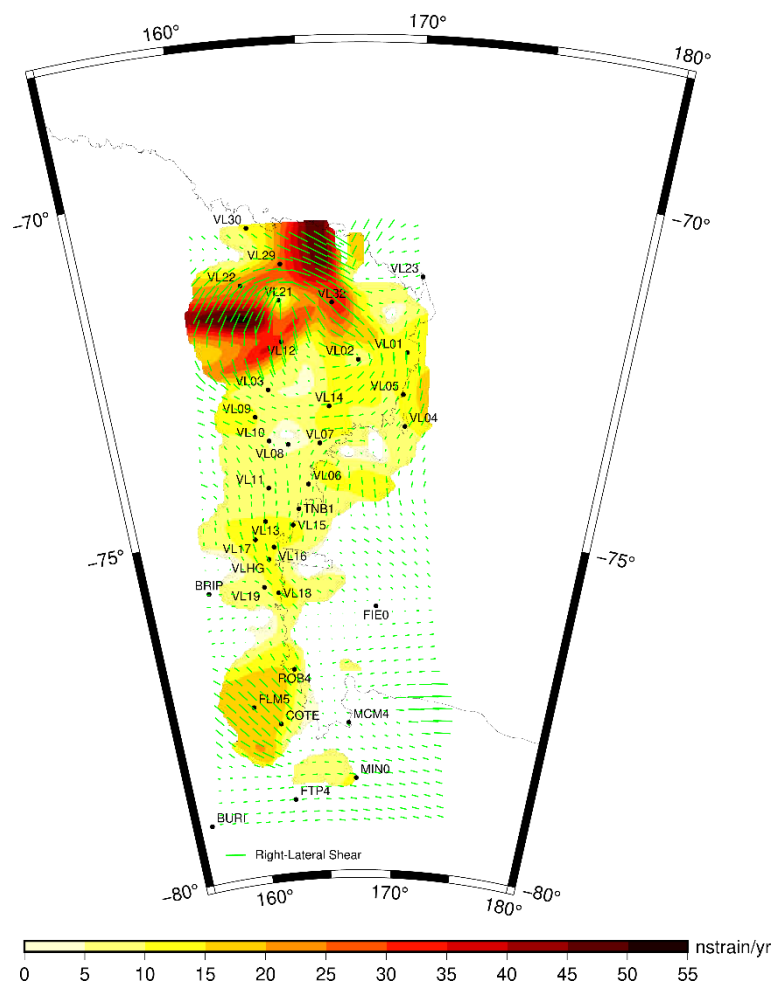 160°
170°
180°
−70°
−70°
VL30
VL29
VL23
VL22
VL21
VL32
VL12
VL02
VL01
VL03
VL05
VL14
VL09
VL04
VL10
VL07
VL08
VL11
VL06
TNB1
VL13
VL15
VL17
VL16
−75°
−75°
VLHG
BRIP
VL19
VL18
FIE0
ROB4
FLM5
COTE
MCM4
MIN0
FTP4
BURI
Right-Lateral Shear
−80°
160°
170°
180°
−80°
nstrain/yr
0 5 10 15 20 25 30 35 40 45 50 55